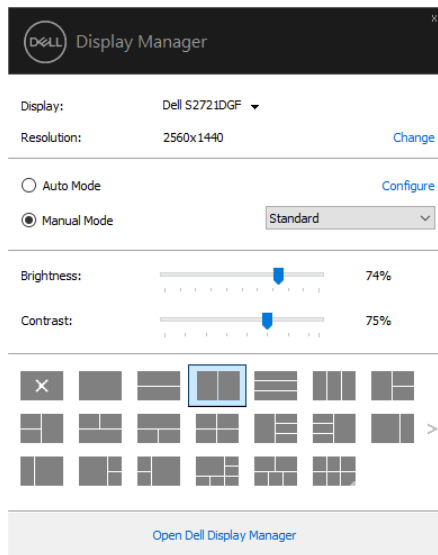 DELL Display Manager x
Display: Dell S2721DGF
Resolution: 2560x1440 Change
Auto Mode Configure
Manual Mode Standard
Brightness: 74%
Contrast: 75%
Open Dell Display Manager